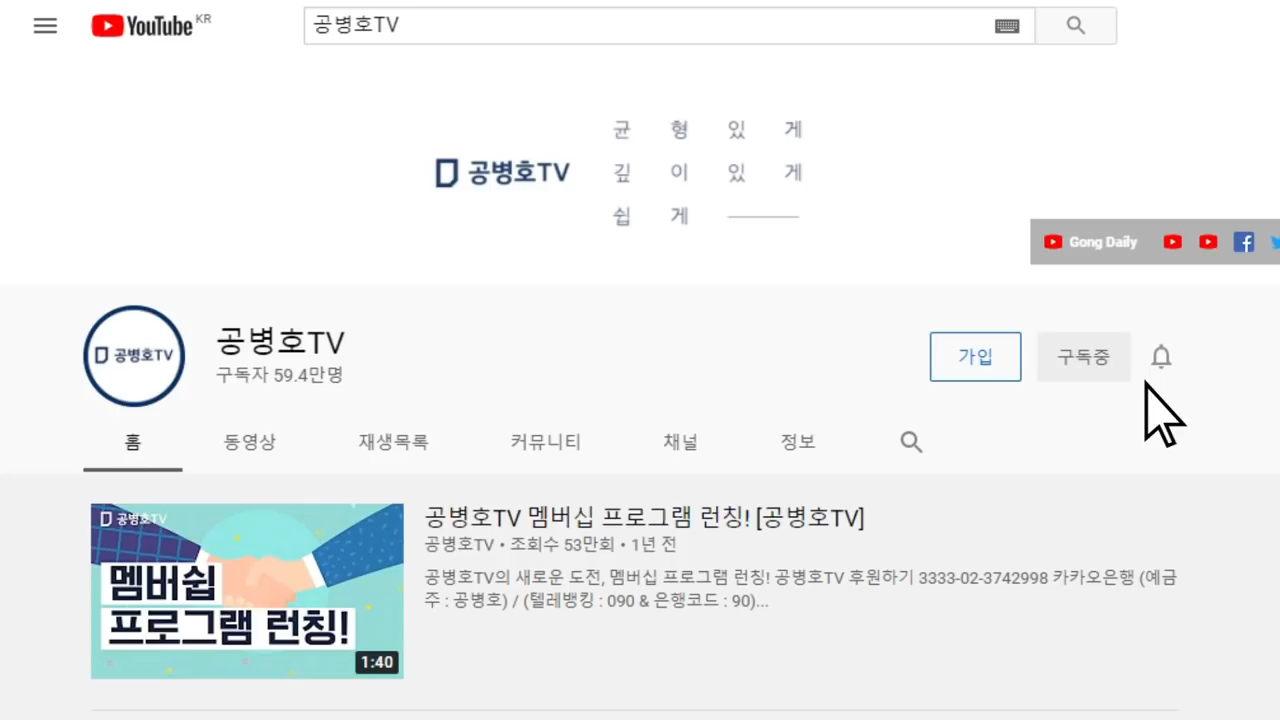 YouTube KR
공병호TV
공병호TV
균 형 있 게
깊 이 있 게
쉽 게
Gong Daily
공병호TV
공병호TV
구독자 59.4만명
가입
구독중
홈 동영상 재생목록 커뮤니티 채널 정보
공병호TV
멤버쉽
프로그램 런칭!
1:40
공병호TV 멤버십 프로그램 런칭! [공병호TV]
공병호TV • 조회수 53만회 • 1년 전
공병호TV의 새로운 도전, 멤버십 프로그램 런칭! 공병호TV 후원하기 3333-02-3742998 카카오은행 (예금
주 : 공병호) / (텔레뱅킹 : 090 & 은행코드 : 90)...